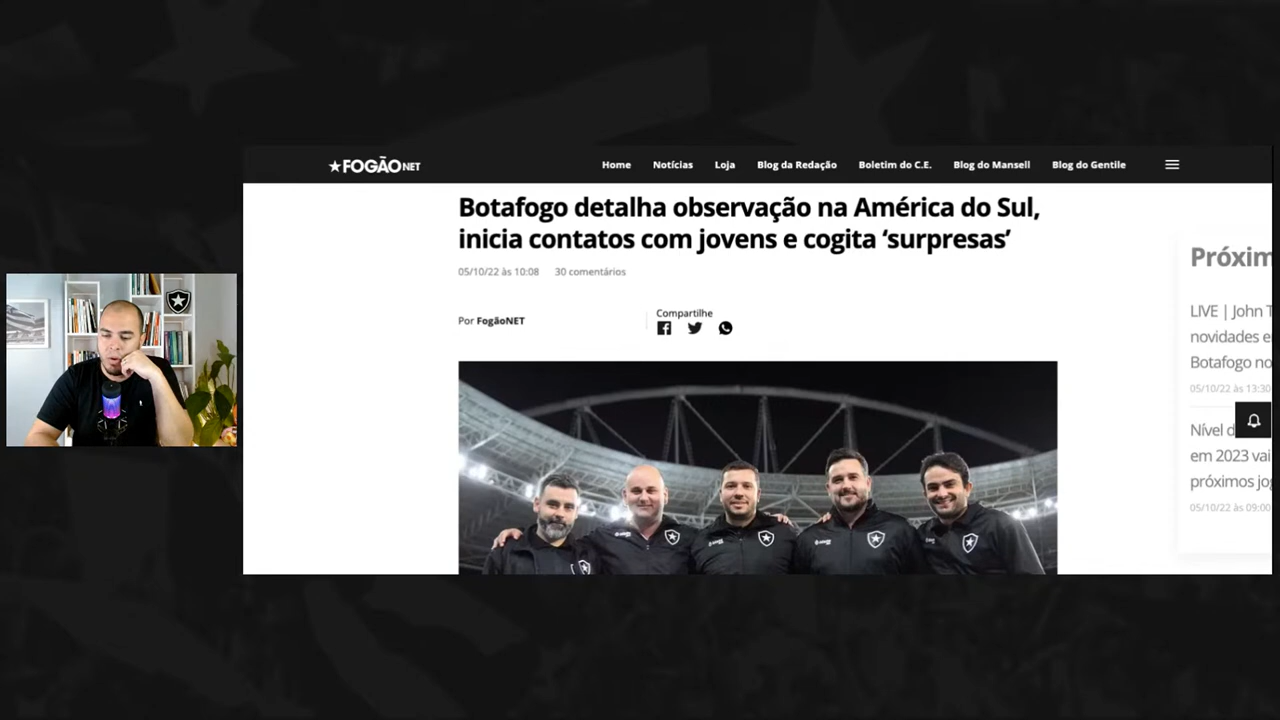 ★FOGÃONET
Home Notícias Loja Blog da Redação Boletim do C.E. Blog do Mansell Blog do Gentile
Botafogo detalha observação na América do Sul,
inicia contatos com jovens e cogita ‘surpresas’
05/10/22 às 10:08 30 comentários
Por FogãoNET
Compartilhe
Próxim
LIVE | John T
novidades e
Botafogo no
05/10/22 às 13:30
Nível d
em 2023 vai
próximos jog
05/10/22 às 09:00